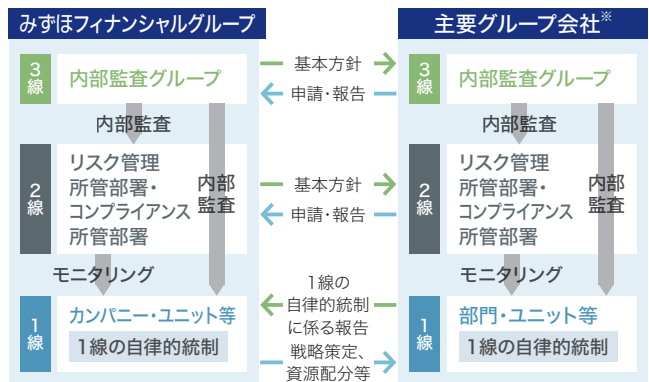 みずほフィナンシャルグループ
3線
内部監査グループ
内部監査
2線
リスク管理
所管部署・
コンプライアンス
所管部署
内部
監査
モニタリング
1線
カンパニー・ユニット等
1線の自律的統制
基本方針
申請・報告
基本方針
申請・報告
1線の
自律的統制
に係る報告
戦略策定、
資源配分等
主要グループ会社※
3線
内部監査グループ
内部監査
2線
リスク管理
所管部署・
コンプライアンス
所管部署
内部
監査
モニタリング
1線
部門・ユニット等
1線の自律的統制